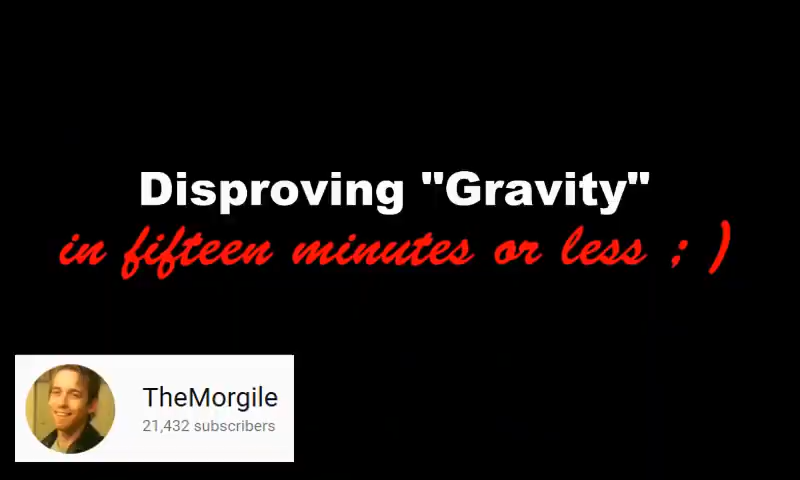 Disproving "Gravity"
in fifteen minutes or less ; )
TheMorgile
21,432 subscribers